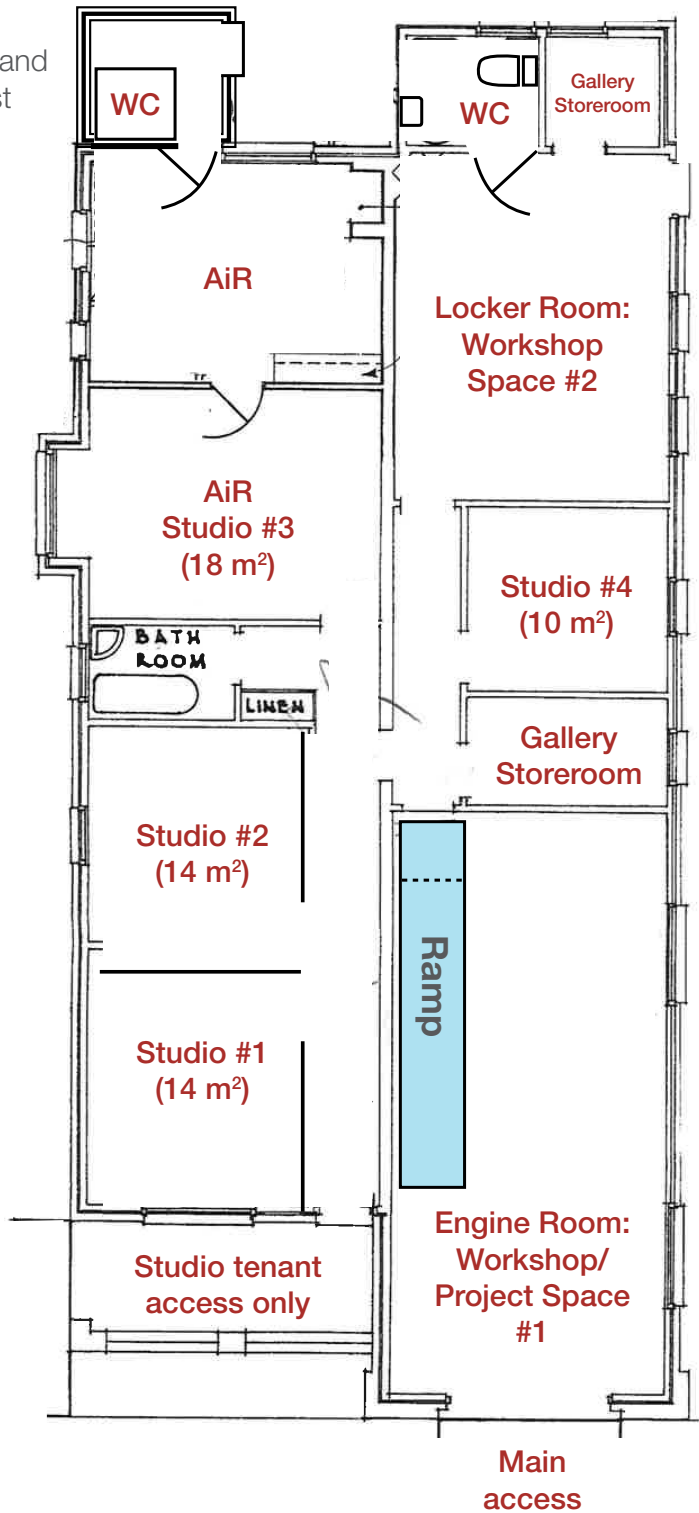 and
st
WC
WC
Gallery
Storeroom
AiR
Locker Room:
Workshop
Space #2
AiR
Studio #3
(18 m²)
Studio #4
(10 m²)
BATH
ROOM
LINEN
Gallery
Storeroom
Studio #2
(14 m²)
Ramp
Studio #1
(14 m²)
Engine Room:
Workshop/
Project Space
#1
Studio tenant
access only
Main
access